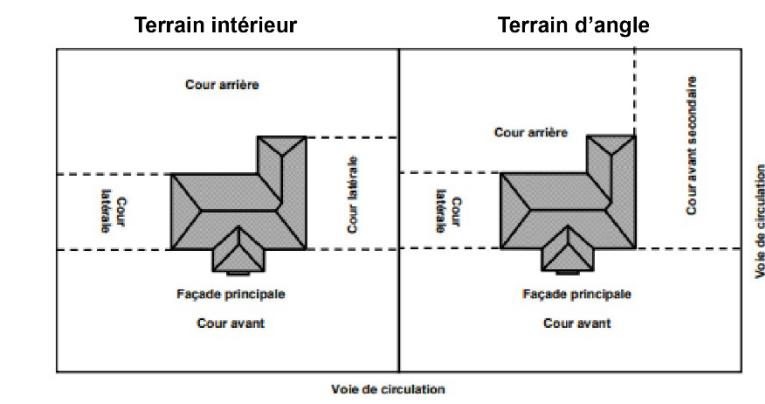 Terrain intérieur
Terrain d’angle
Cour arrière
Cour
latérale
Cour latérale
Façade principale
Cour avant
Cour arrière
Cour
latérale
Cour avant secondaire
Façade principale
Cour avant
Voie de circulation
Voie de circulation